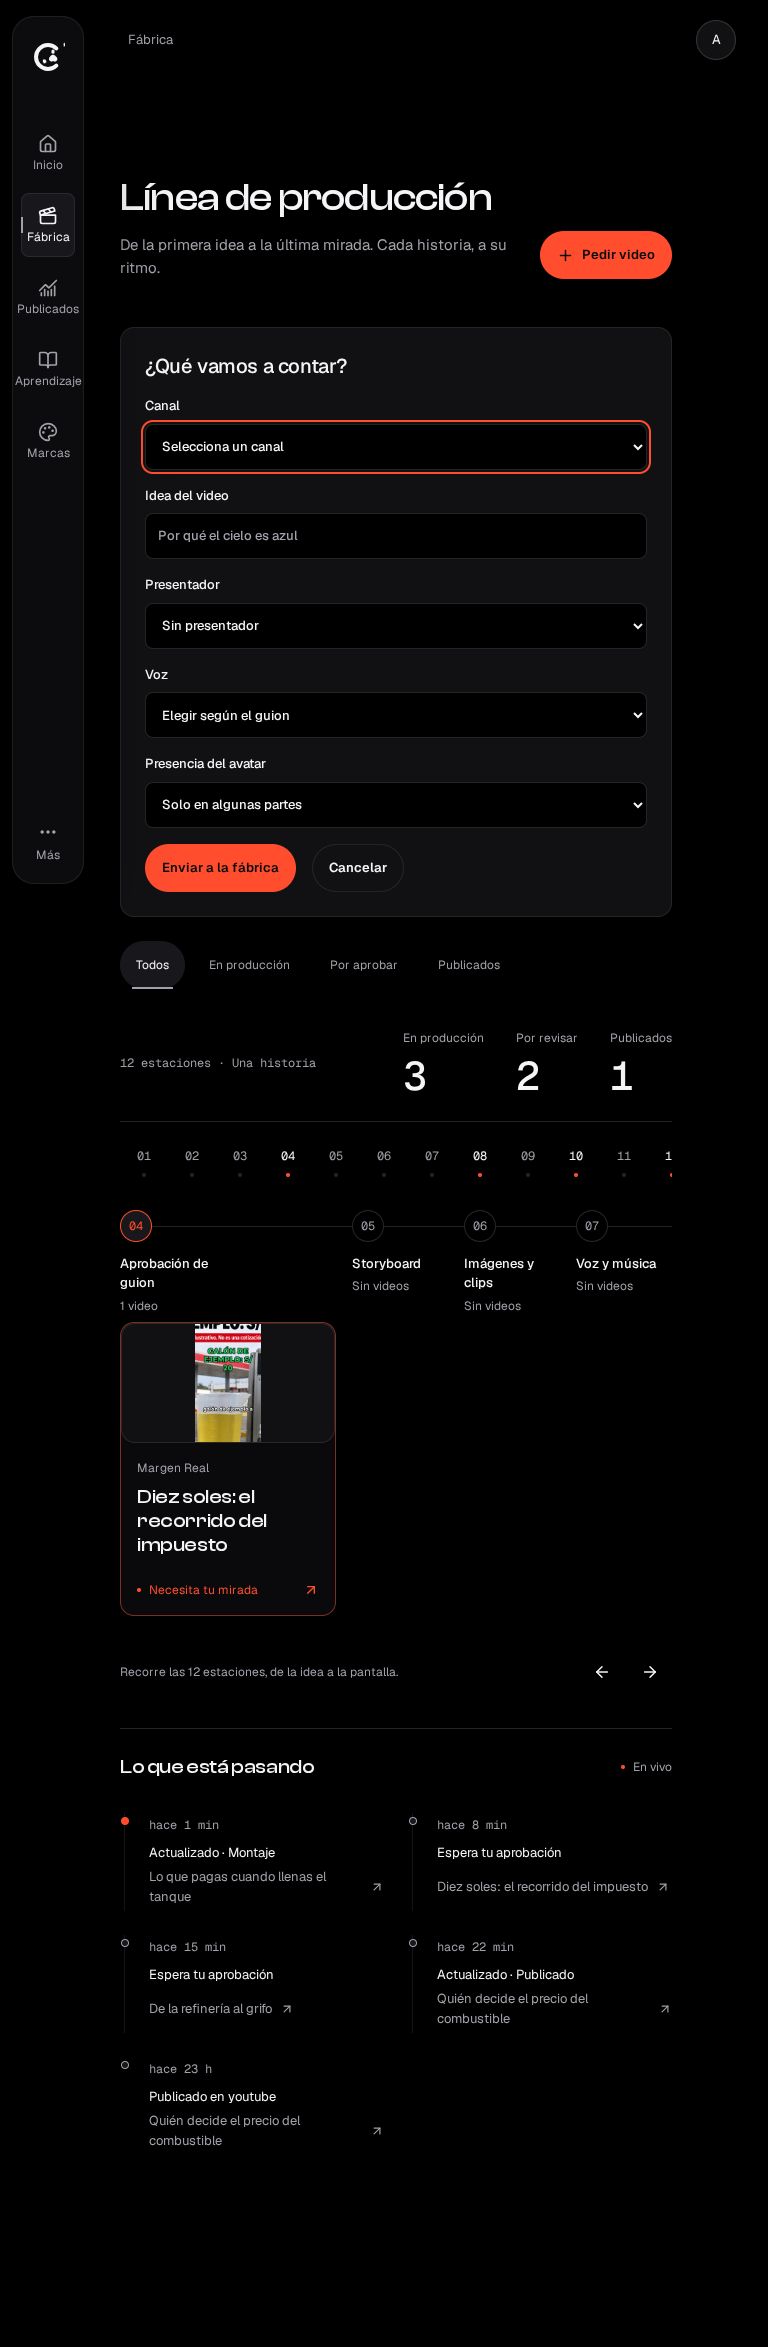 Fábrica
A
Inicio
Fábrica
Publicados
Aprendizaje
Marcas
Más
Línea de producción
De la primera idea a la última mirada. Cada historia, a su
ritmo.
Pedir video
¿Qué vamos a contar?
Canal
Selecciona un canal
Idea del video
Por qué el cielo es azul
Presentador
Sin presentador
Voz
Elegir según el guion
Presencia del avatar
Solo en algunas partes
Enviar a la fábrica
Cancelar
Todos
En producción
Por aprobar
Publicados
12 estaciones · Una historia
En producción
3
Por revisar
2
Publicados
1
01 02 03 04 05 06 07 08 09 10 11
04
Aprobación de
guion
1 video
05
Storyboard
Sin videos
06
Imágenes y
clips
Sin videos
07
Voz y música
Sin videos
GALÓN DE
EJEMPLO: S/
20
galón de ejemplo s
Margen Real
Diez soles: el
recorrido del
impuesto
Necesita tu mirada
Recorre las 12 estaciones, de la idea a la pantalla.
Lo que está pasando
En vivo
hace 1 min
Actualizado · Montaje
Lo que pagas cuando llenas el
tanque
hace 8 min
Espera tu aprobación
Diez soles: el recorrido del impuesto
hace 15 min
Espera tu aprobación
De la refinería al grifo
hace 22 min
Actualizado · Publicado
Quién decide el precio del
combustible
hace 23 h
Publicado en youtube
Quién decide el precio del
combustible